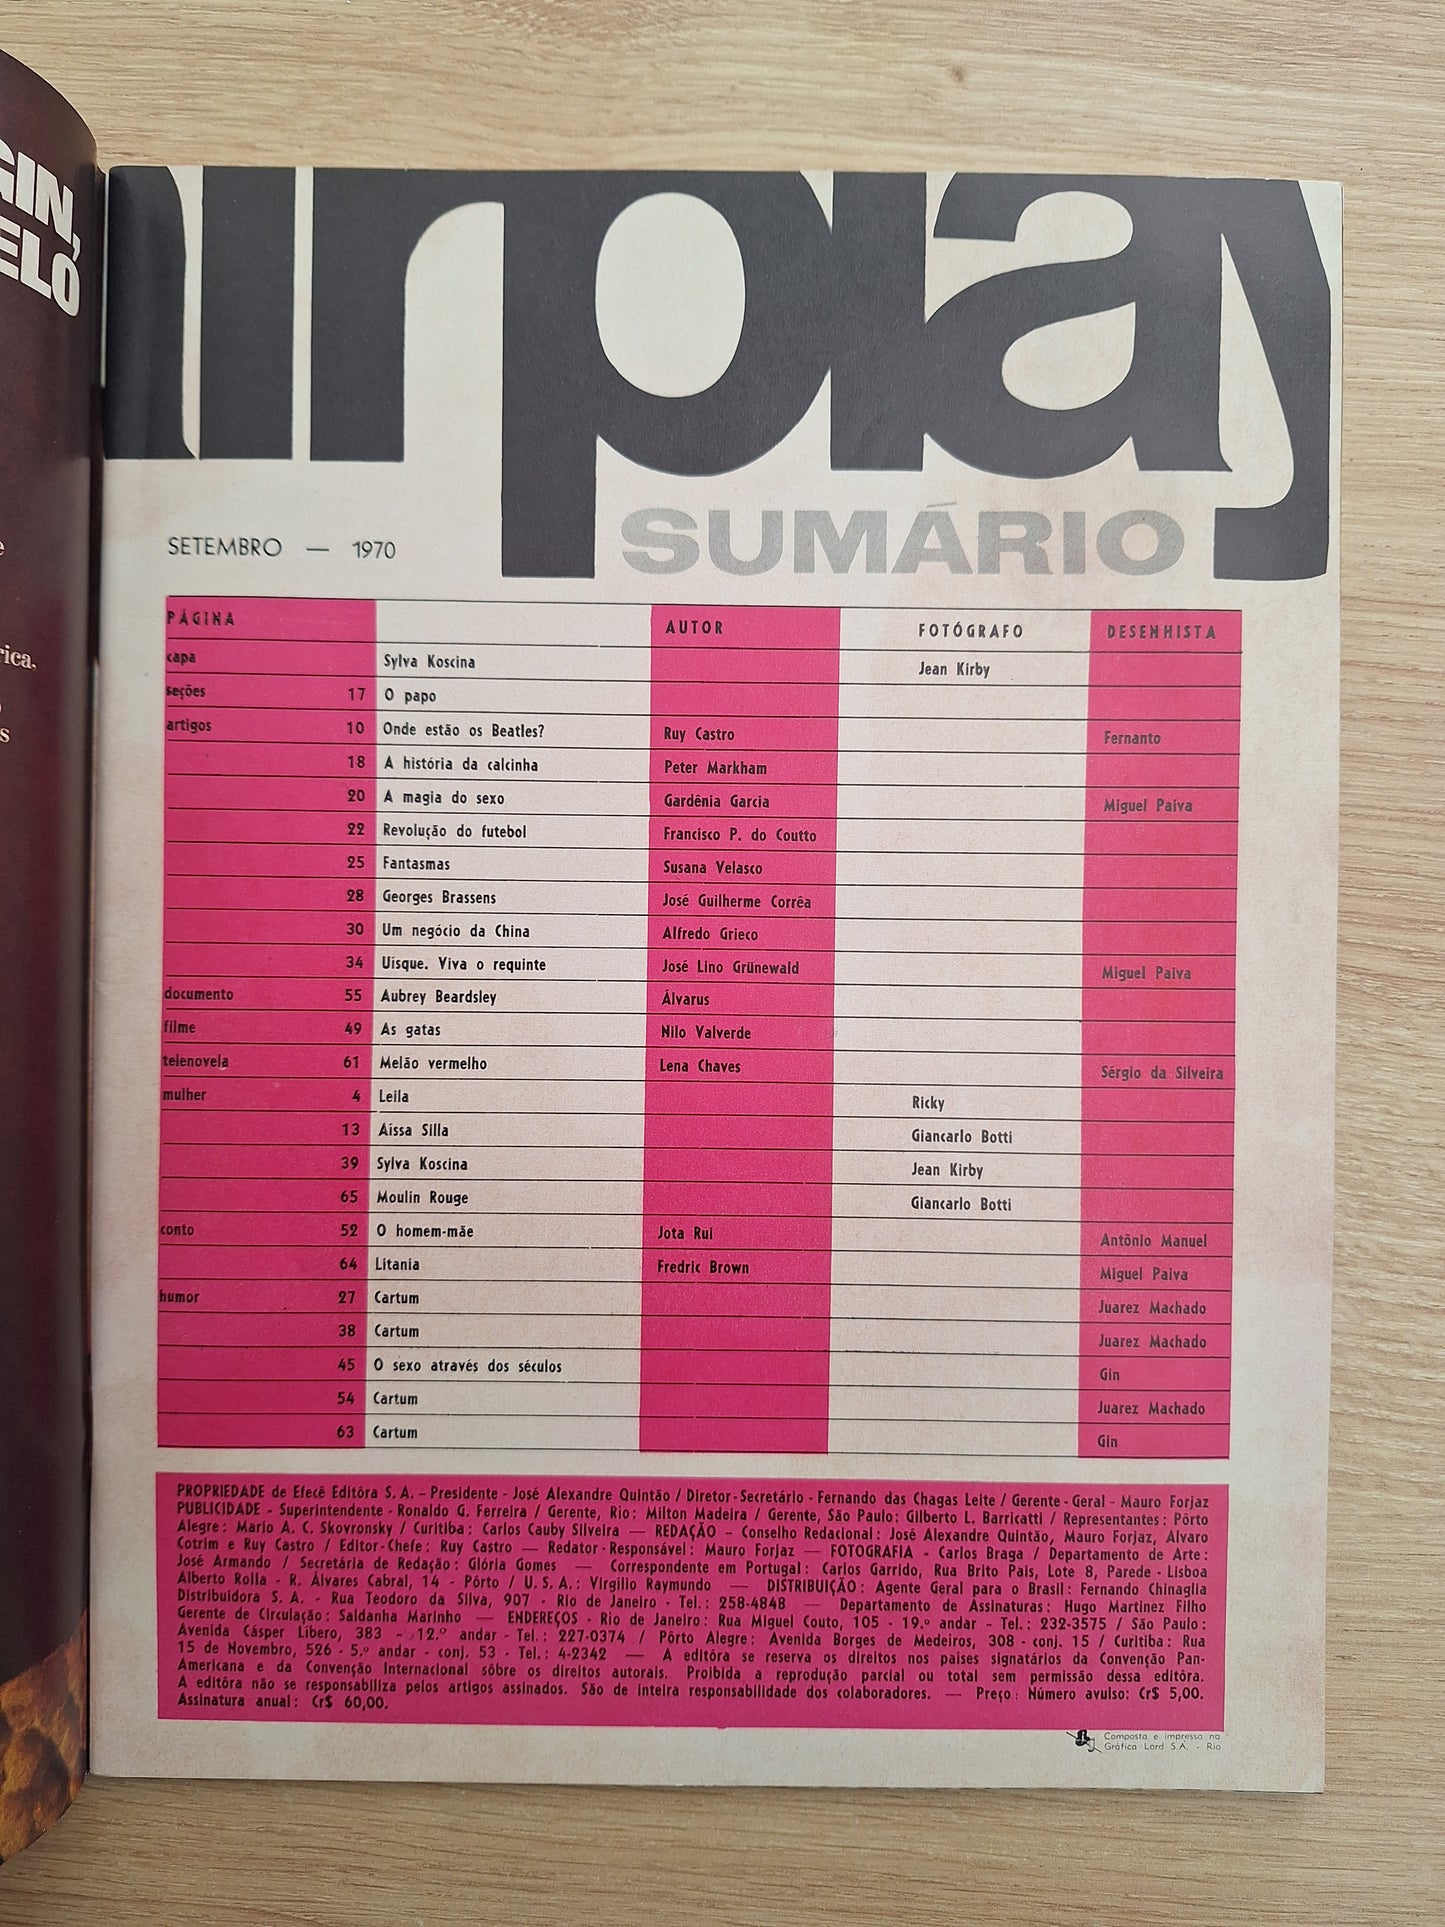 GIN,
ELO
e
rica.
s
irplay
SUMÁRIO
SETEMBRO — 1970
PÁGINA AUTOR FOTÓGRAFO DESENHISTA
capa Sylva Koscina Jean Kirby
seções 17 O papo
artigos 10 Onde estão os Beatles? Ruy Castro Fernanto
18 A história da calcinha Peter Markham
20 A magia do sexo Gardênia Garcia Miguel Paiva
22 Revolução do futebol Francisco P. do Coutto
25 Fantasmas Susana Velasco
28 Georges Brassens José Guilherme Corrêa
30 Um negócio da China Alfredo Grieco
34 Uísque. Viva o requinte José Lino Grünewald Miguel Paiva
documento 55 Aubrey Beardsley Álvarus
filme 49 As gatas Nilo Valverde
telenovela 61 Melão vermelho Lena Chaves Sérgio da Silveira
mulher 4 Leila Ricky
13 Aissa Silla Giancarlo Botti
39 Sylva Koscina Jean Kirby
65 Moulin Rouge Giancarlo Botti
conto 52 O homem-mãe Jota Rui Antônio Manuel
64 Litania Fredric Brown Miguel Paiva
humor 27 Cartum Juarez Machado
38 Cartum Juarez Machado
45 O sexo através dos séculos Gin
54 Cartum Juarez Machado
63 Cartum Gin
PROPRIEDADE de Efecê Editôra S. A. – Presidente - José Alexandre Quintão / Diretor-Secretário - Fernando das Chagas Leite / Gerente-Geral - Mauro Forjaz
PUBLICIDADE - Superintendente - Ronaldo G. Ferreira / Gerente, Rio: Milton Madeira / Gerente, São Paulo: Gilberto L. Barricatti / Representantes: Pôrto
Alegre: Mario A. C. Skovronsky / Curitiba: Carlos Cauby Silveira — REDAÇÃO – Conselho Redacional: José Alexandre Quintão, Mauro Forjaz, Alvaro
Cotrim e Ruy Castro / Editor-Chefe: Ruy Castro — Redator-Responsável: Mauro Forjaz — FOTOGRAFIA - Carlos Braga / Departamento de Arte:
José Armando / Secretária de Redação: Glória Gomes — Correspondente em Portugal: Carlos Garrido, Rua Brito Pais, Lote 8, Parede - Lisboa
Alberto Rolla - R. Álvares Cabral, 14 - Pôrto / U. S. A.: Virgílio Raymundo — DISTRIBUIÇÃO: Agente Geral para o Brasil: Fernando Chinaglia
Distribuidora S. A. - Rua Teodoro da Silva, 907 - Rio de Janeiro - Tel.: 258-4848 — Departamento de Assinaturas: Hugo Martinez Filho
Gerente de Circulação: Saldanha Marinho — ENDEREÇOS - Rio de Janeiro: Rua Miguel Couto, 105 - 19.º andar - Tel.: 232-3575 / São Paulo:
Avenida Cásper Líbero, 383 - 12.º andar - Tel.: 227-0374 / Pôrto Alegre: Avenida Borges de Medeiros, 308 - conj. 15 / Curitiba: Rua
15 de Novembro, 526 - 5.º andar - conj. 53 - Tel.: 4-2342 — A editôra se reserva os direitos nos paises signatários da Convenção Pan-
Americana e da Convenção Internacional sôbre os direitos autorais. Proibida a reprodução parcial ou total sem permissão dessa editôra.
A editôra não se responsabiliza pelos artigos assinados. São de inteira responsabilidade dos colaboradores. — Preço: Número avulso: Cr$ 5,00.
Assinatura anual: Cr$ 60,00.
Composta e impressa na
Gráfica Lord S.A. - Rio